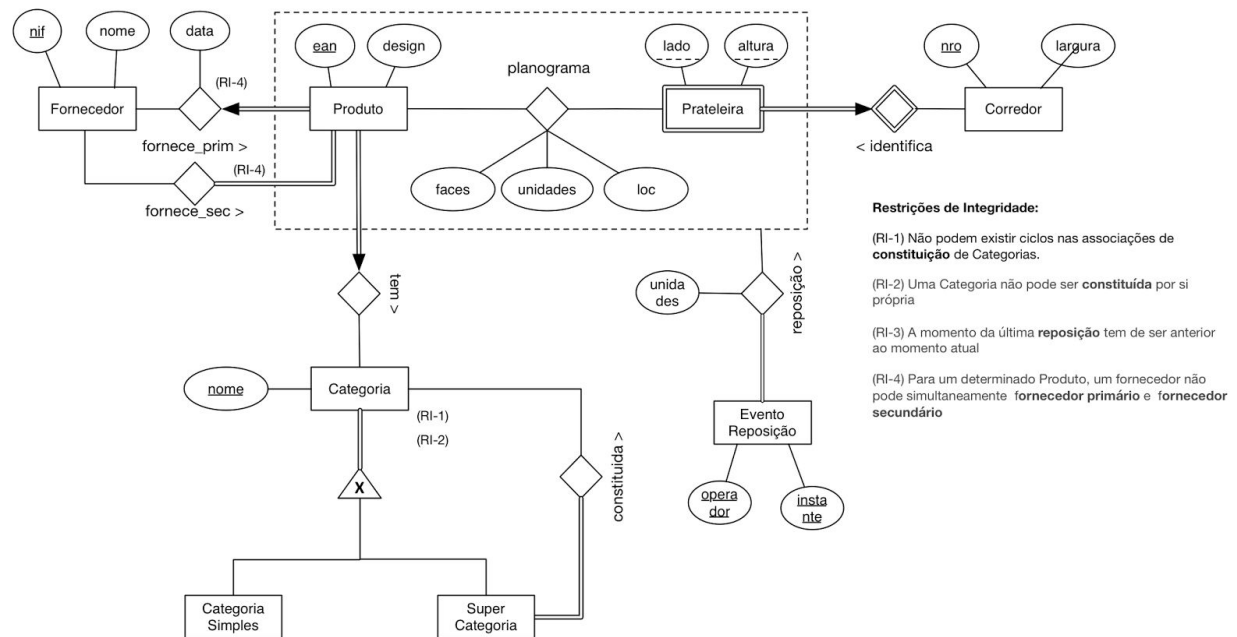 nif
nome
data
ean
design
planograma
lado
altura
nro
largura
(RI-4)
Fornecedor
Produto
Prateleira
Corredor
fornece_prim >
< identifica
(RI-4)
fornece_sec >
faces
unidades
loc
Restrições de Integridade:
(RI-1) Não podem existir ciclos nas associações de
constituição de Categorias.
(RI-2) Uma Categoria não pode ser constituída por si
própria
(RI-3) A momento da última reposição tem de ser anterior
ao momento atual
(RI-4) Para um determinado Produto, um fornecedor não
pode simultaneamente fornecedor primário e fornecedor
secundário
tem >
unida
des
reposição >
nome
Categoria
(RI-1)
(RI-2)
Evento
Reposição
X
constituida >
opera
dor
insta
nte
Categoria
Simples
Super
Categoria